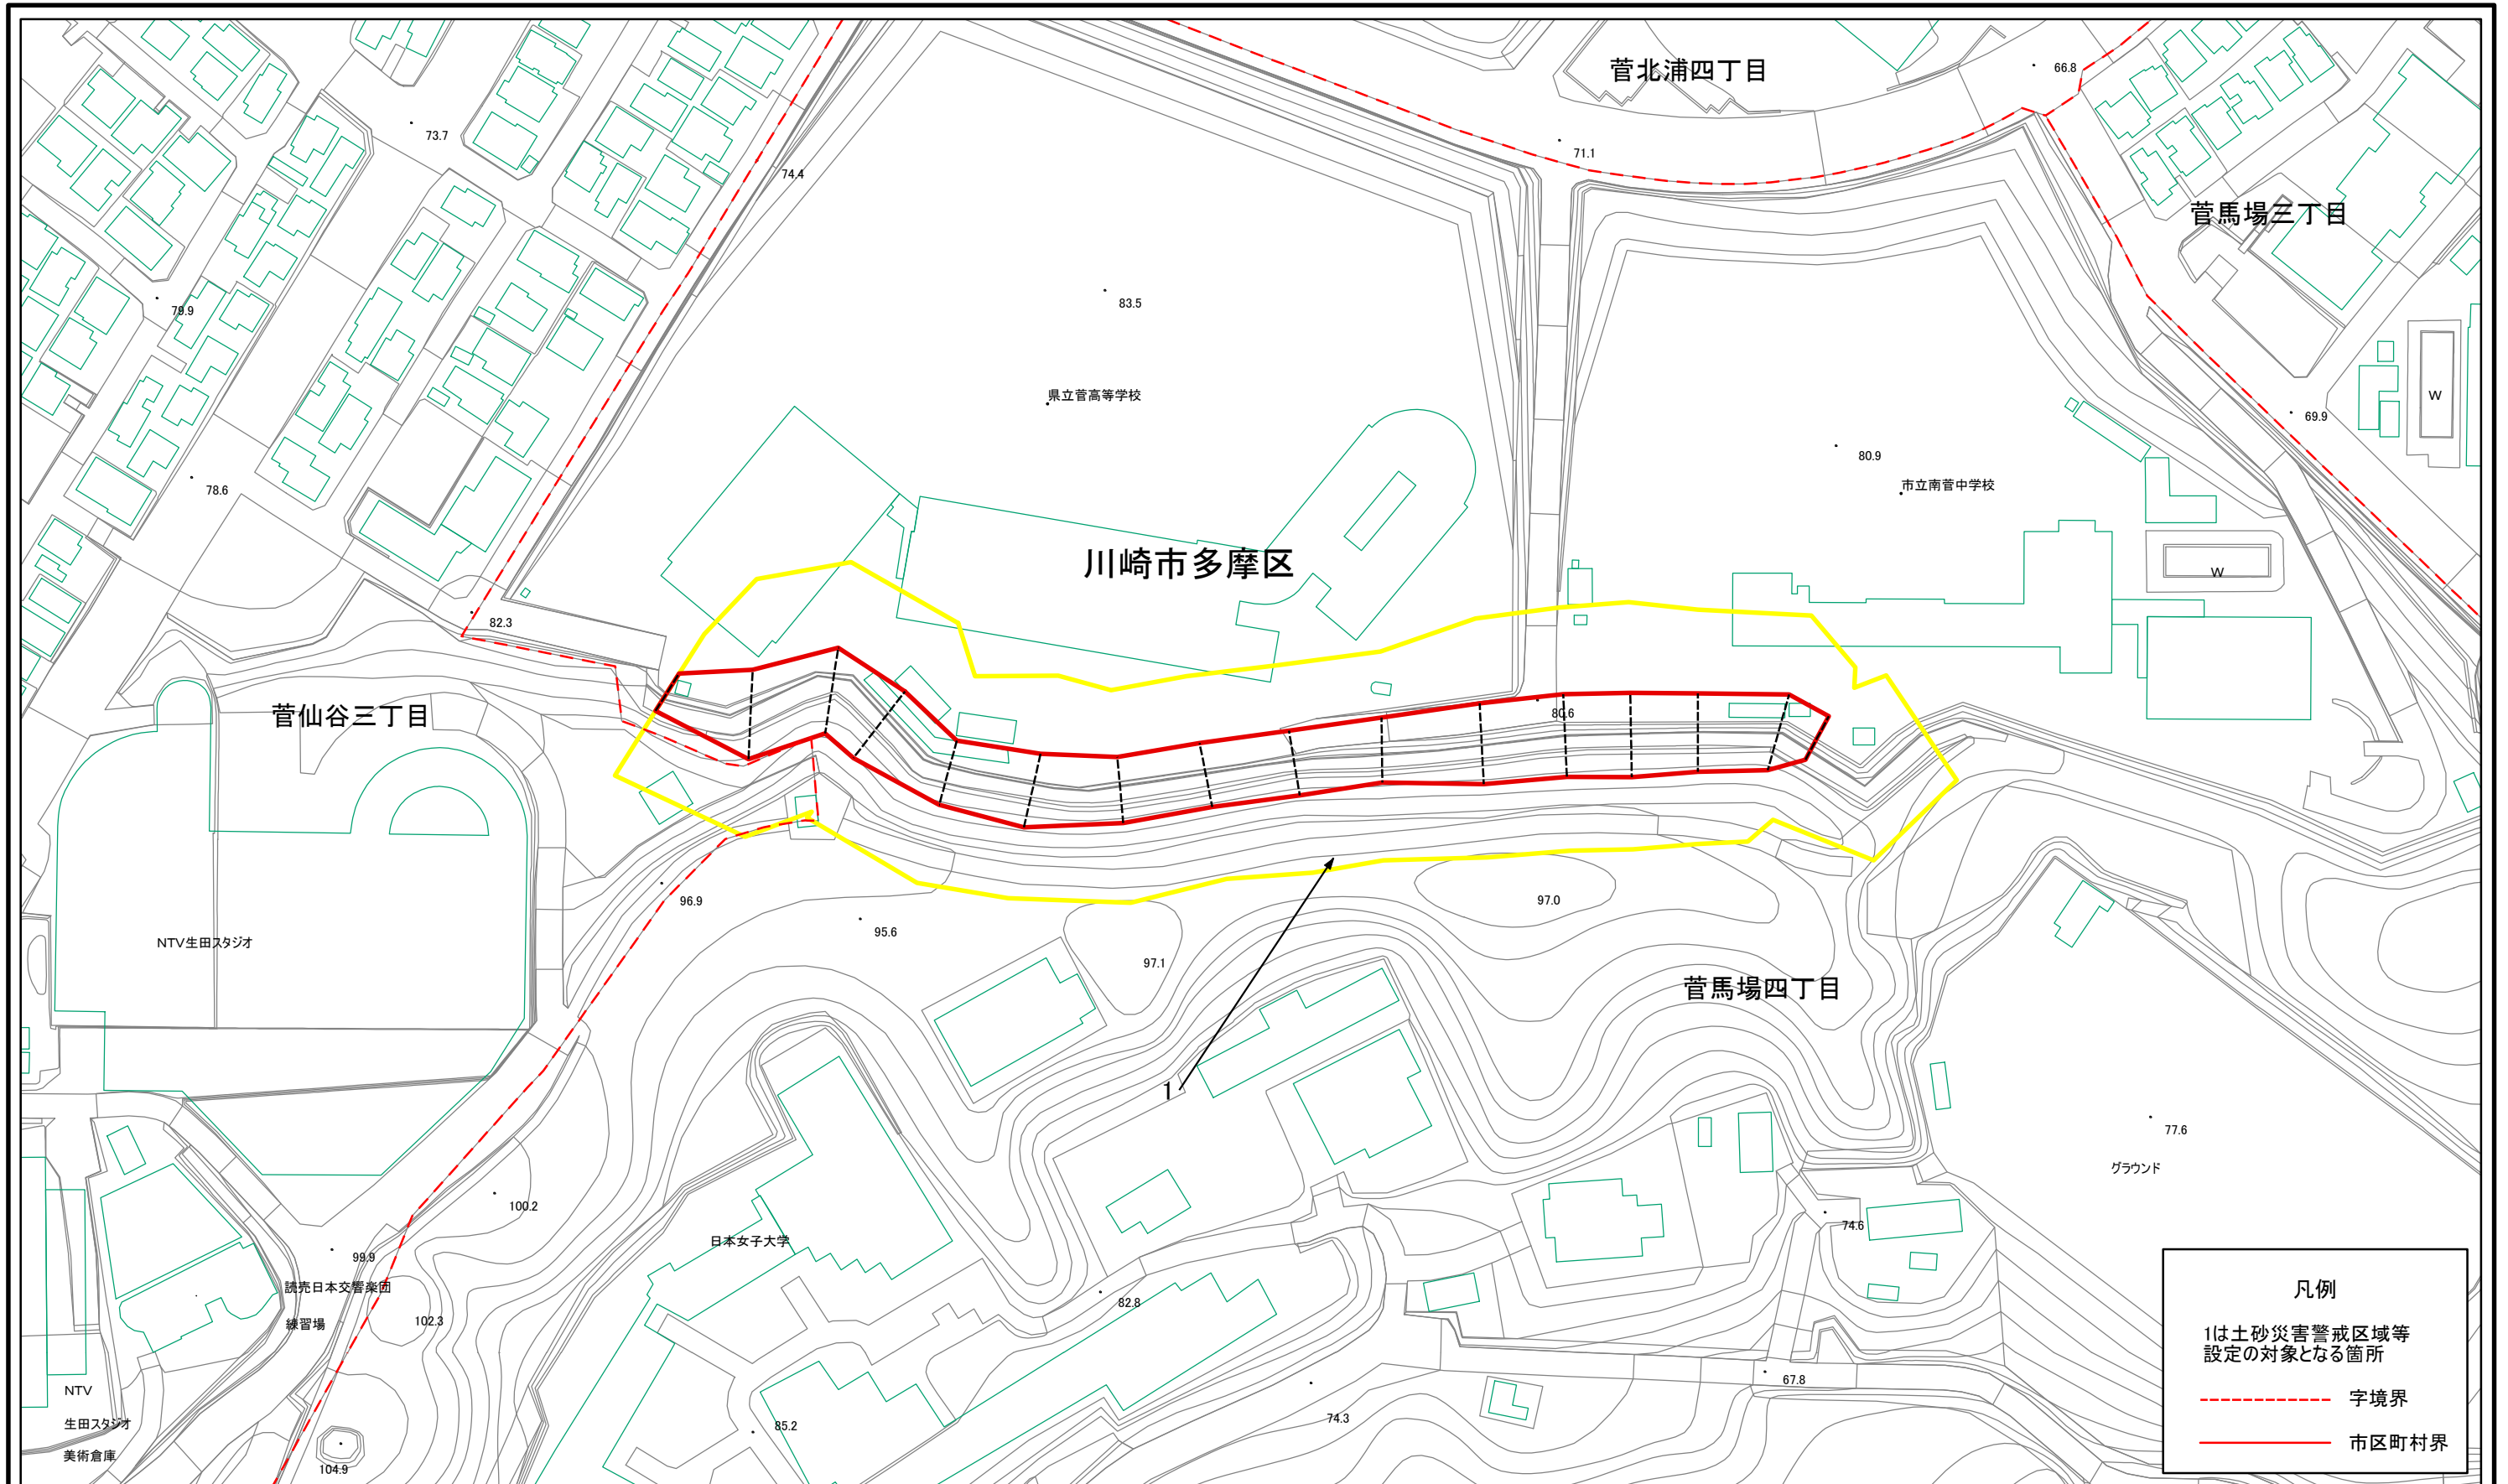 菅北浦四丁目
66.8
73.7
71.1
74.4
菅馬場三丁目
79.9
83.5
県立菅高等学校
W
69.9
80.9
78.6
市立南菅中学校
川崎市多摩区
W
82.3
菅仙谷三丁目
80.6
96.9
97.0
95.6
NTV生田スタジオ
97.1
菅馬場四丁目
1
77.6
グラウンド
100.2
74.6
日本女子大学
99.9
読売日本交響楽団
練習場
102.3
82.8
67.8
NTV
生田スタジオ
美術倉庫
74.3
85.2
104.9
凡例
1は土砂災害警戒区域等
設定の対象となる箇所
字境界
市区町村界